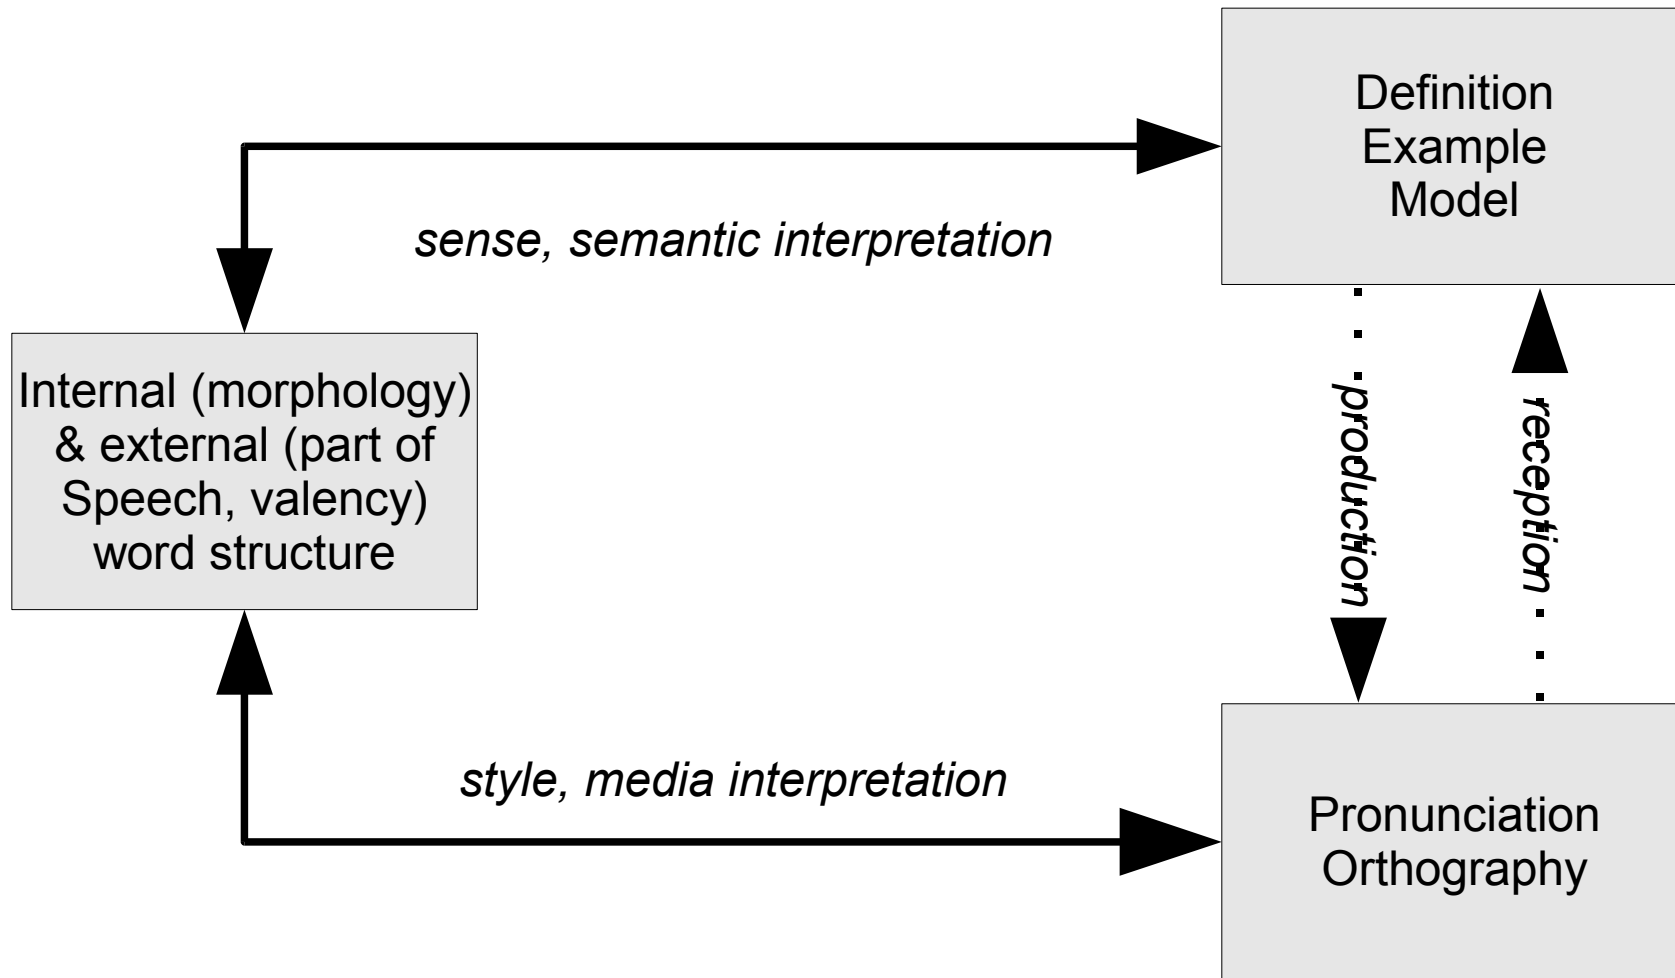 Definition
Example
Model
sense, semantic interpretation
Internal (morphology)
& external (part of
Speech, valency)
word structure
production
reception
style, media interpretation
Pronunciation
Orthography